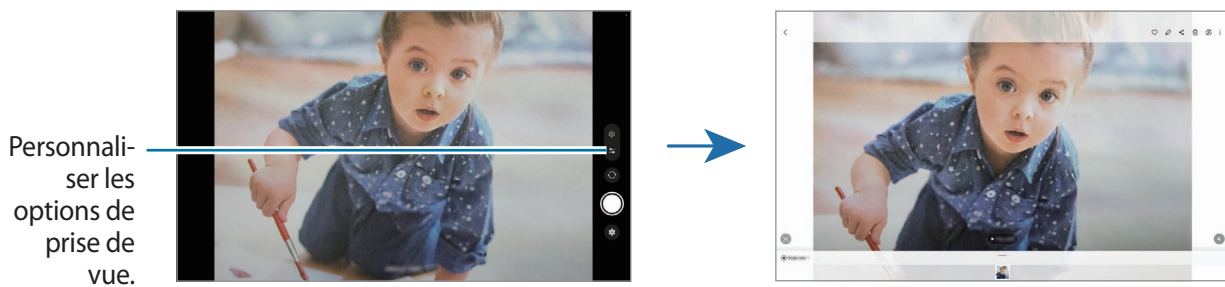 Personnali-
ser les
options de
prise de
vue.